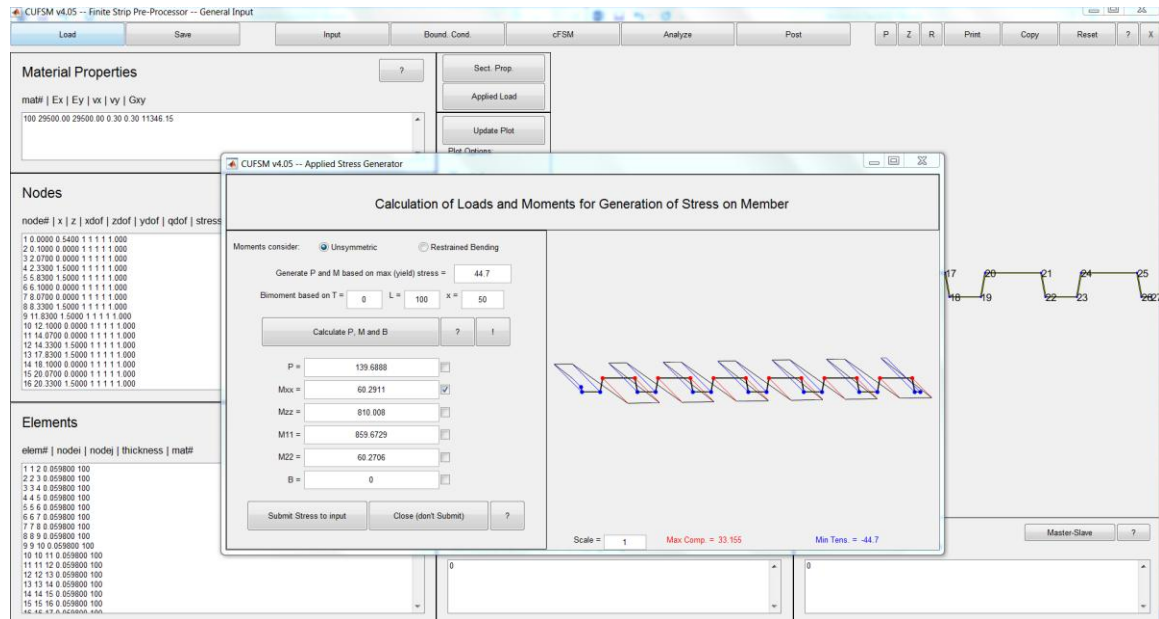 CUFSM v4.05 -- Finite Strip Pre-Processor -- General Input
Load Save Input Bound. Cond. cFSM Analyze Post P Z R Print Copy Reset ? X
Material Properties ?
mat# | Ex | Ey | vx | vy | Gxy
100 29500.00 29500.00 0.30 0.30 11346.15
Sect. Prop.
Applied Load
Update Plot
Plot Options:
Nodes
node# | x | z | xdof | zdof | ydof | qdof | stress
1 0.0000 0.5400 1 1 1 1 1.000
2 0.1000 0.0000 1 1 1 1 1.000
3 2.0700 0.0000 1 1 1 1 1.000
4 2.3300 1.5000 1 1 1 1 1.000
5 5.8300 1.5000 1 1 1 1 1.000
6 6.1000 0.0000 1 1 1 1 1.000
7 8.0700 0.0000 1 1 1 1 1.000
8 8.3300 1.5000 1 1 1 1 1.000
9 11.8300 1.5000 1 1 1 1 1.000
10 12.1000 0.0000 1 1 1 1 1.000
11 14.0700 0.0000 1 1 1 1 1.000
12 14.3300 1.5000 1 1 1 1 1.000
13 17.8300 1.5000 1 1 1 1 1.000
14 18.1000 0.0000 1 1 1 1 1.000
15 20.0700 0.0000 1 1 1 1 1.000
16 20.3300 1.5000 1 1 1 1 1.000
Elements
elem# | nodei | nodej | thickness | mat#
1 1 2 0.059800 100
2 2 3 0.059800 100
3 3 4 0.059800 100
4 4 5 0.059800 100
5 5 6 0.059800 100
6 6 7 0.059800 100
7 7 8 0.059800 100
8 8 9 0.059800 100
9 9 10 0.059800 100
10 10 11 0.059800 100
11 11 12 0.059800 100
12 12 13 0.059800 100
13 13 14 0.059800 100
14 14 15 0.059800 100
15 15 16 0.059800 100
CUFSM v4.05 -- Applied Stress Generator
Calculation of Loads and Moments for Generation of Stress on Member
Moments consider: Unsymmetric Restrained Bending
Generate P and M based on max (yield) stress = 44.7
Bimoment based on T = 0 L = 100 x = 50
Calculate P, M and B ? !
P = 139.6888
Mxx = 60.2911
Mzz = 810.008
M11 = 859.6729
M22 = 60.2706
B = 0
Submit Stress to input Close (don't Submit) ?
Scale = 1 Max Comp. = 33.155 Min Tens. = -44.7
17 20 21 24 25
18 19 22 23
Master-Slave ?
0 0